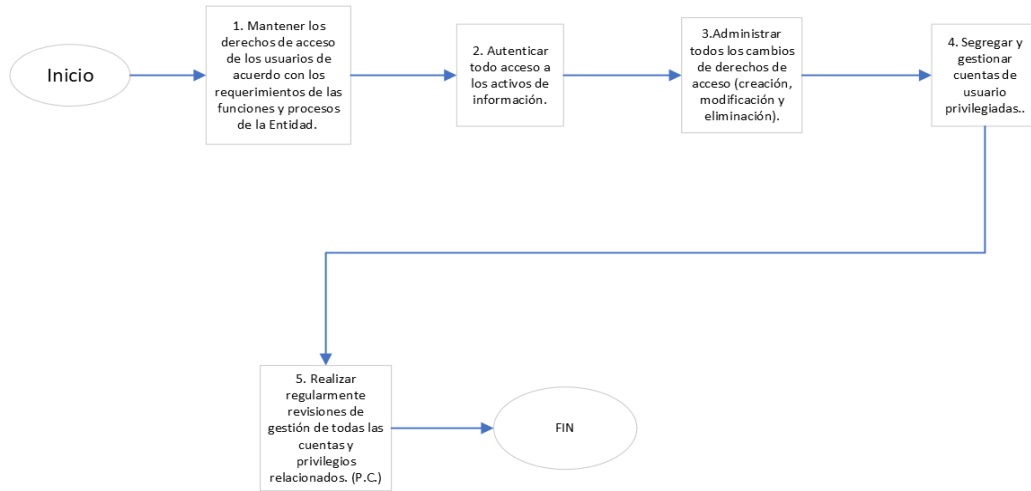 Inicio
1. Mantener los
derechos de acceso
de los usuarios de
acuerdo con los
requerimientos de las
funciones y procesos
de la Entidad.
2. Autenticar
todo acceso a
los activos de
información.
3.Administrar
todos los cambios
de derechos de
acceso (creación,
modificación y
eliminación).
4. Segregar y
gestionar
cuentas de
usuario
privilegiadas..
5. Realizar
regularmente
revisiones de
gestión de todas las
cuentas y
privilegios
relacionados. (P.C.)
FIN